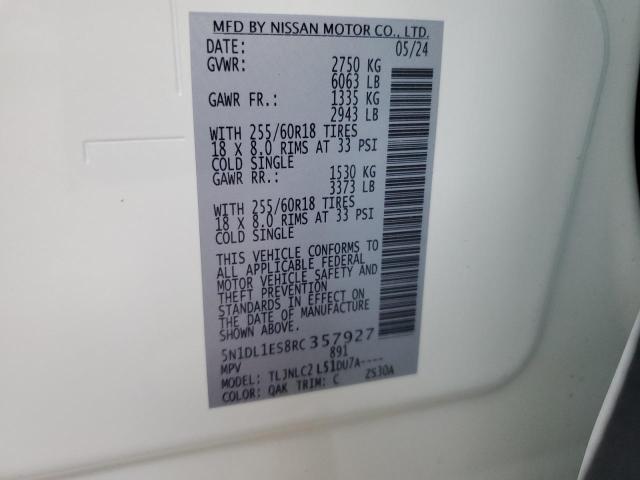 MFD BY NISSAN MOTOR CO., LTD.
DATE: 05/24
GVWR: 2750 KG
6063 LB
GAWR FR.: 1335 KG
2943 LB
WITH 255/60R18 TIRES
18 X 8.0 RIMS AT 33 PSI
COLD SINGLE
GAWR RR.: 1530 KG
3373 LB
WITH 255/60R18 TIRES
18 X 8.0 RIMS AT 33 PSI
COLD SINGLE
THIS VEHICLE CONFORMS TO
ALL APPLICABLE FEDERAL
MOTOR VEHICLE SAFETY AND
THEFT PREVENTION
STANDARDS IN EFFECT ON
THE DATE OF MANUFACTURE
SHOWN ABOVE.
5N1DL1ES8RC357927
MPV 891
MODEL: TLJNLC2 L51DU7A----
COLOR: QAK TRIM: C ZS30A